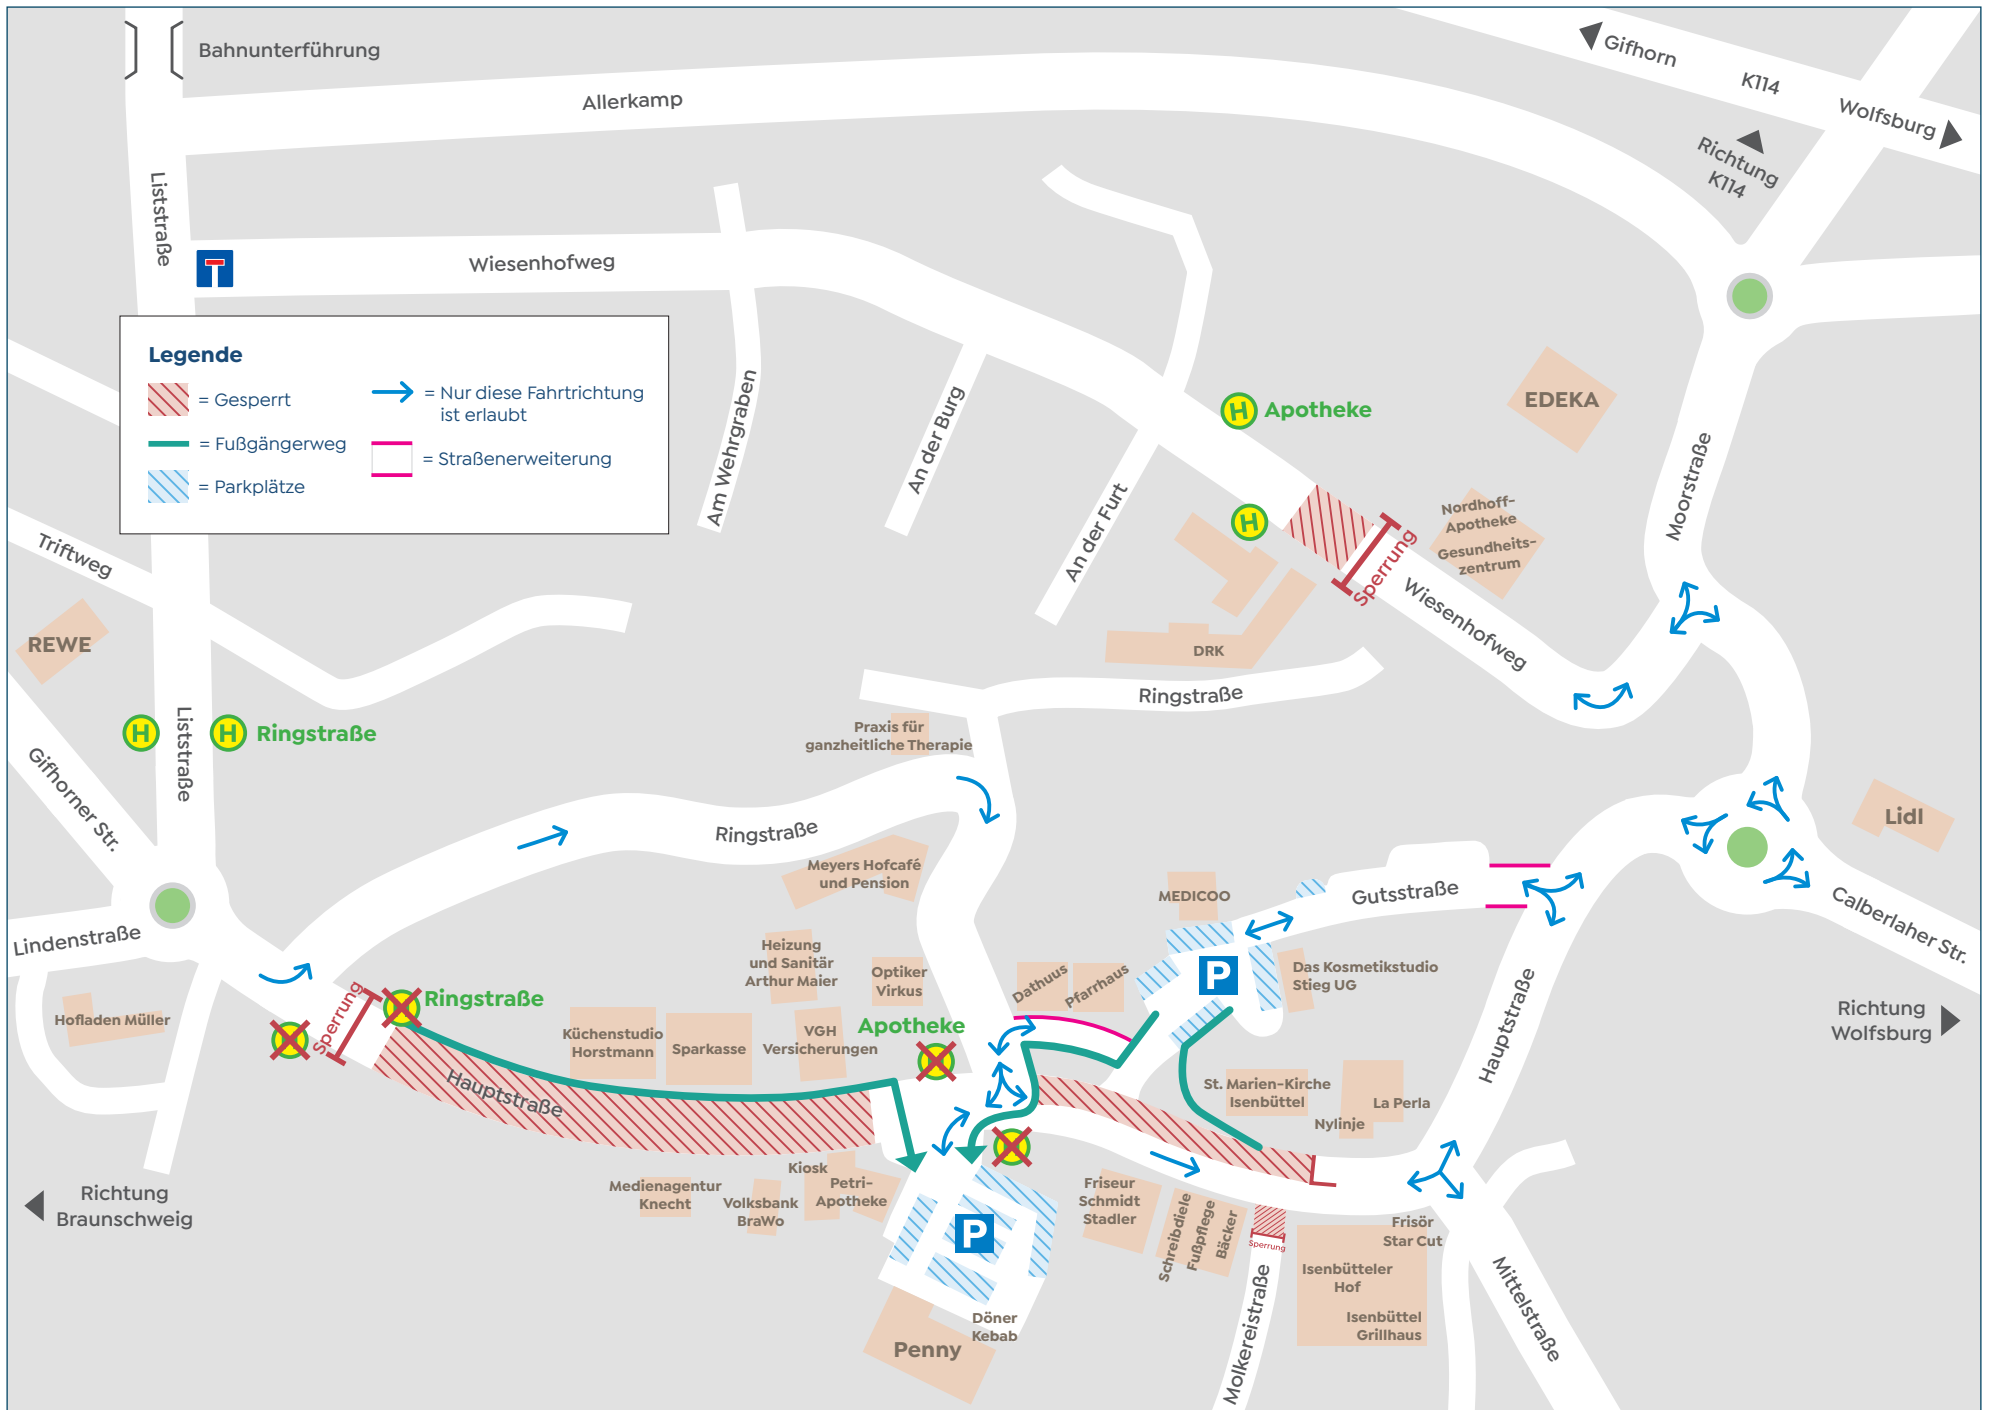 Bahnunterführung
Allerkamp
Gifhorn
K114
Wolfsburg
Richtung
K114
Liststraße
Wiesenhofweg
Legende
= Gesperrt
= Fußgängerweg
= Parkplätze
= Nur diese Fahrtrichtung
ist erlaubt
= Straßenerweiterung
Am Wehrgraben
An der Burg
An der Furt
H
Apotheke
H
EDEKA
Moorstraße
Nordhoff-
Apotheke
Gesundheits-
zentrum
Sperrung
Wiesenhofweg
Triftweg
REWE
DRK
Ringstraße
H
H
Ringstraße
Liststraße
Gifhorner Str.
Praxis für
ganzheitliche Therapie
Ringstraße
Meyers Hofcafé
und Pension
MEDICOO
Gutsstraße
Lidl
Calberlaher Str.
Lindenstraße
Heizung
und Sanitär
Arthur Maier
Optiker
Virkus
Dathuus
Pfarrhaus
P
Das Kosmetikstudio
Stieg UG
Hauptstraße
Richtung
Wolfsburg
Hofladen Müller
Sperrung
Ringstraße
Küchenstudio
Horstmann
Sparkasse
VGH
Versicherungen
Apotheke
Hauptstraße
St. Marien-Kirche
Isenbüttel
La Perla
Nylinje
Richtung
Braunschweig
Medienagentur
Knecht
Volksbank
BraWo
Kiosk
Petri-
Apotheke
P
Friseur
Schmidt
Stadler
Schreibdiele
Fußpflege
Bäcker
Sperrung
Molkereistraße
Frisör
Star Cut
Isenbütteler
Hof
Isenbüttel
Grillhaus
Mittelstraße
Döner
Kebab
Penny